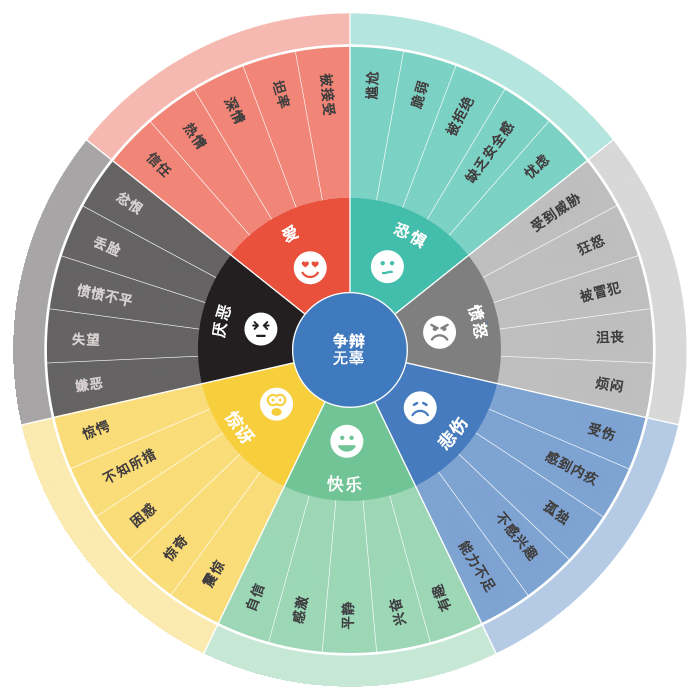 争辩
无辜
爱
被接受
坦率
深情
热情
信任
恐惧
尴尬
脆弱
被拒绝
缺乏安全感
忧虑
愤怒
受到威胁
狂怒
被冒犯
沮丧
烦闷
悲伤
受伤
感到内疚
孤独
不感兴趣
能力不足
快乐
有趣
兴奋
平静
感激
自信
惊讶
震惊
惊奇
困惑
不知所措
惊愕
厌恶
嫌恶
失望
愤愤不平
丢脸
忿恨